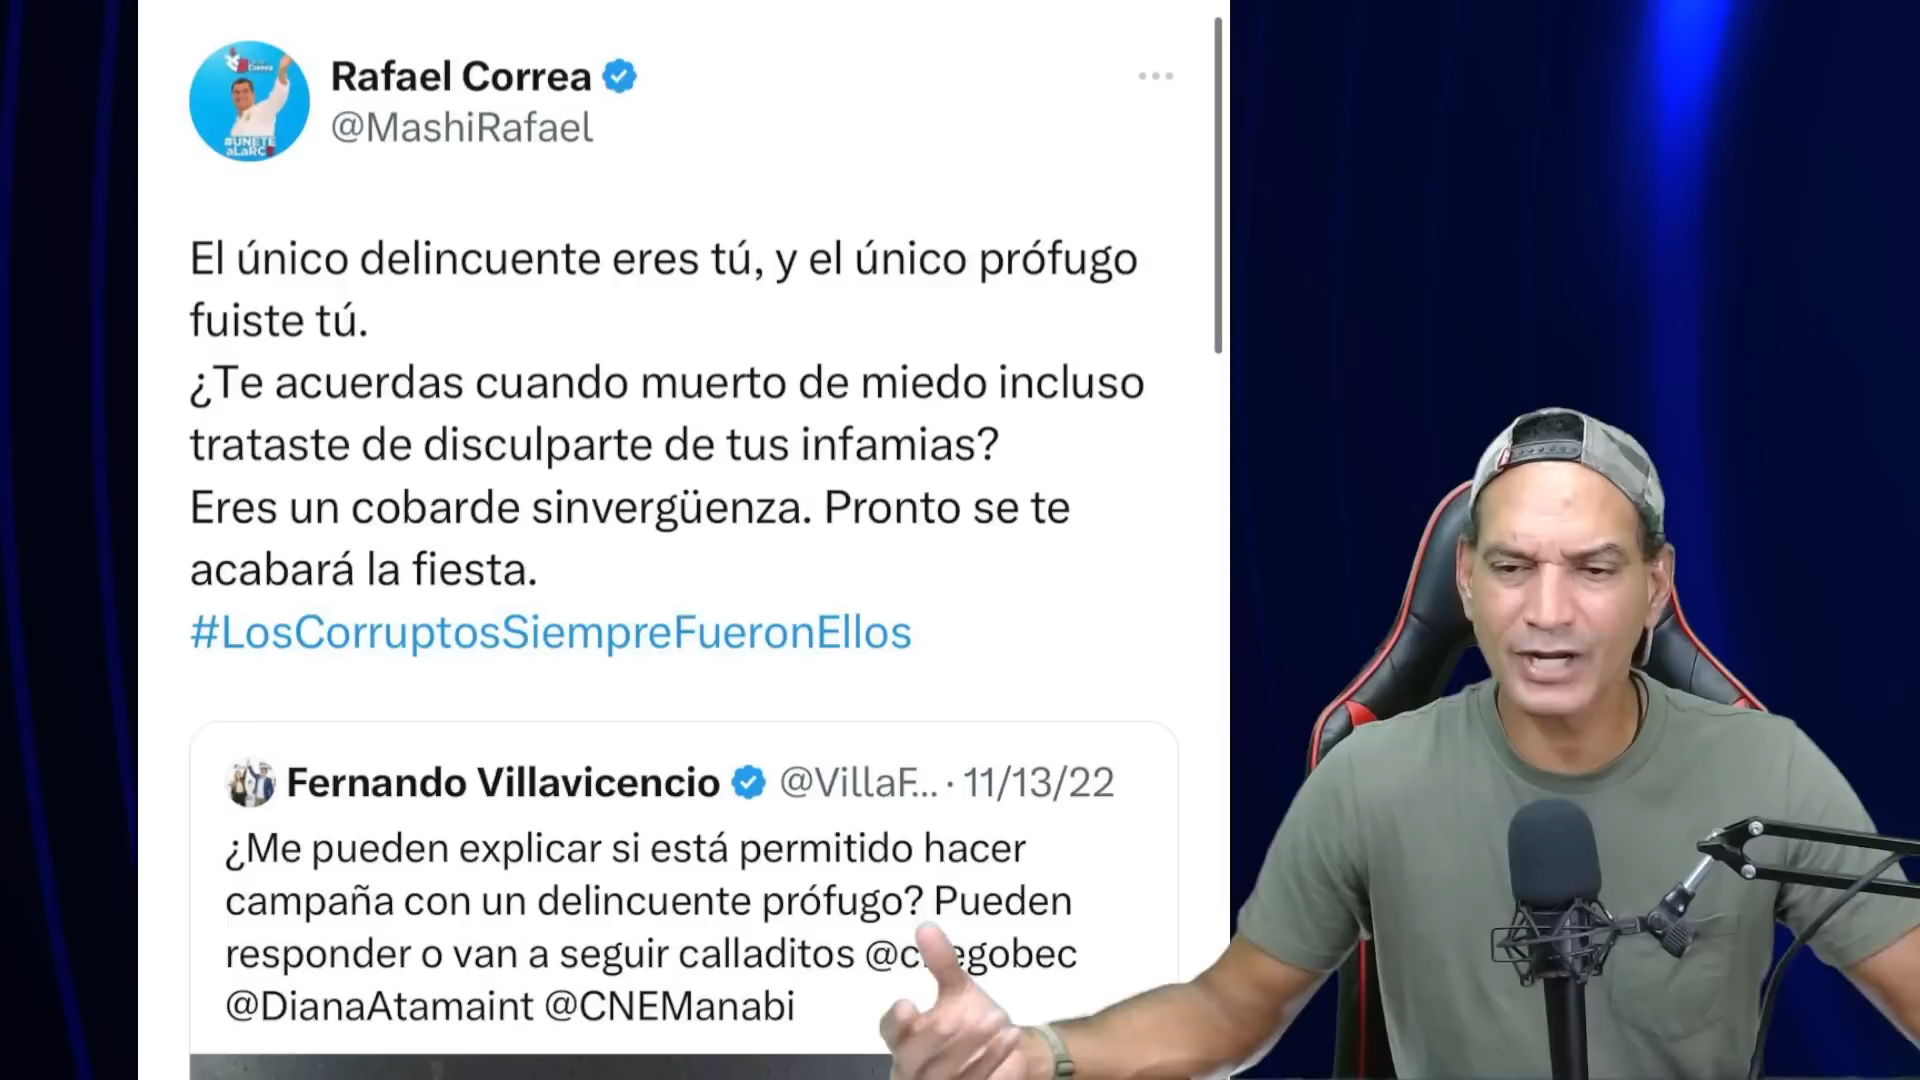 Rafael Correa
@MashiRafael
El único delincuente eres tú, y el único prófugo
fuiste tú.
¿Te acuerdas cuando muerto de miedo incluso
trataste de disculparte de tus infamias?
Eres un cobarde sinvergüenza. Pronto se te
acabará la fiesta.
#LosCorruptosSiempreFueronEllos
Fernando Villavicencio @VillaF... · 11/13/22
¿Me pueden explicar si está permitido hacer
campaña con un delincuente prófugo? Pueden
responder o van a seguir calladitos
@DianaAtamaint @CNEManabi
#ÚNETE
aLaRC